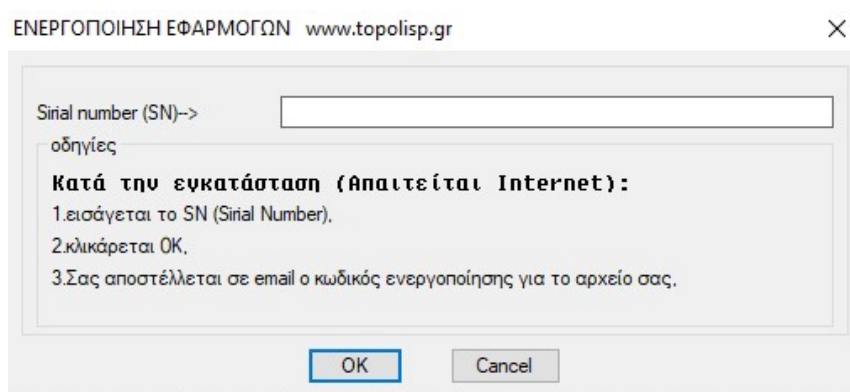 ΕΝΕΡΓΟΠΟΙΗΣΗ ΕΦΑΡΜΟΓΩΝ www.topolisp.gr
Sirial number (SN)-->
οδηγίες
Κατά την εγκατάσταση (Απαιτείται Internet):
1.εισάγεται το SN (Sirial Number),
2.κλικάρεται OK,
3.Σας αποστέλλεται σε email ο κωδικός ενεργοποίησης για το αρχείο σας,
OK Cancel